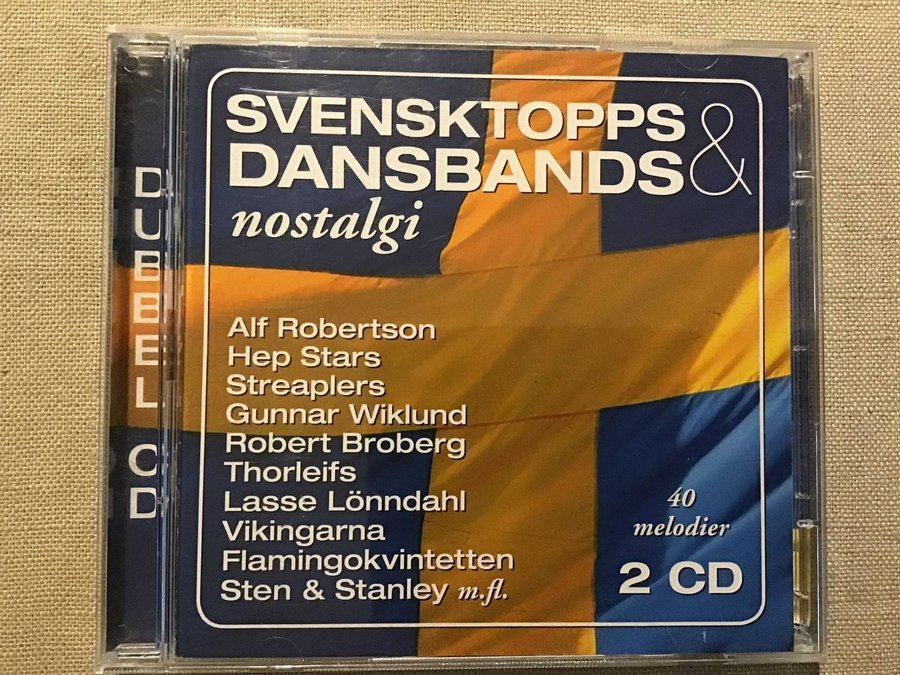 SVENSKTOPPS &
DANSBANDS
nostalgi
Alf Robertson
Hep Stars
Streaplers
Gunnar Wiklund
Robert Broberg
Thorleifs
Lasse Lönndahl
Vikingarna
Flamingokvintetten
Sten & Stanley m.fl.
40
melodier
2 CD
DUBBEL CD